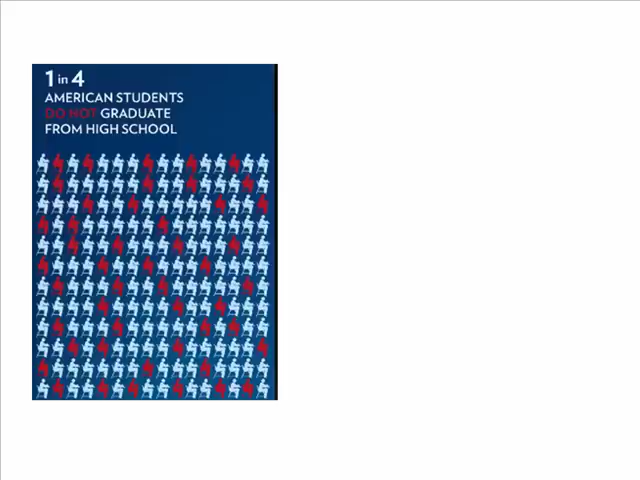 1 in 4
AMERICAN STUDENTS
DO NOT GRADUATE
FROM HIGH SCHOOL